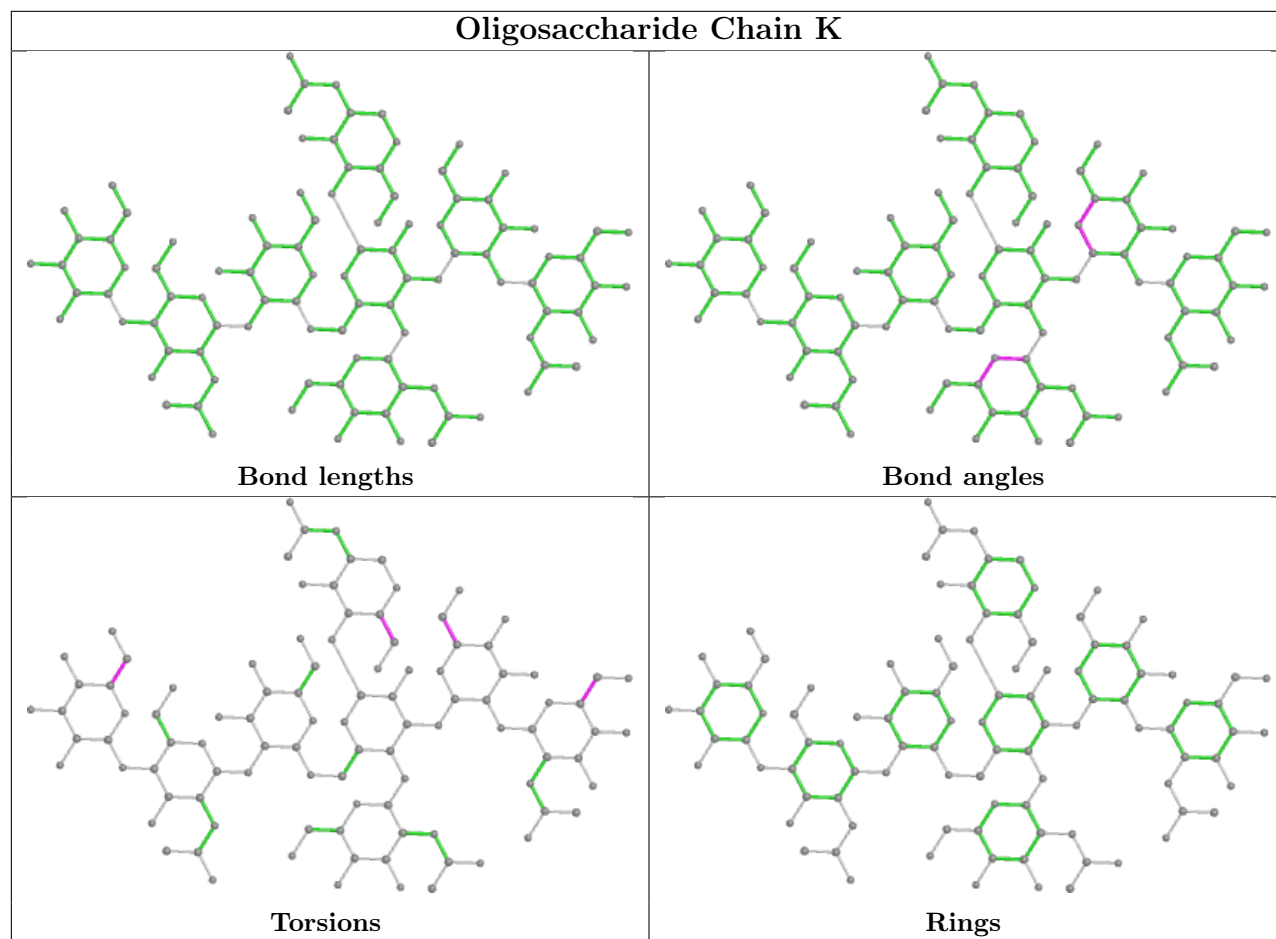 Oligosaccharide Chain K
Bond lengths
Bond angles
Torsions
Rings